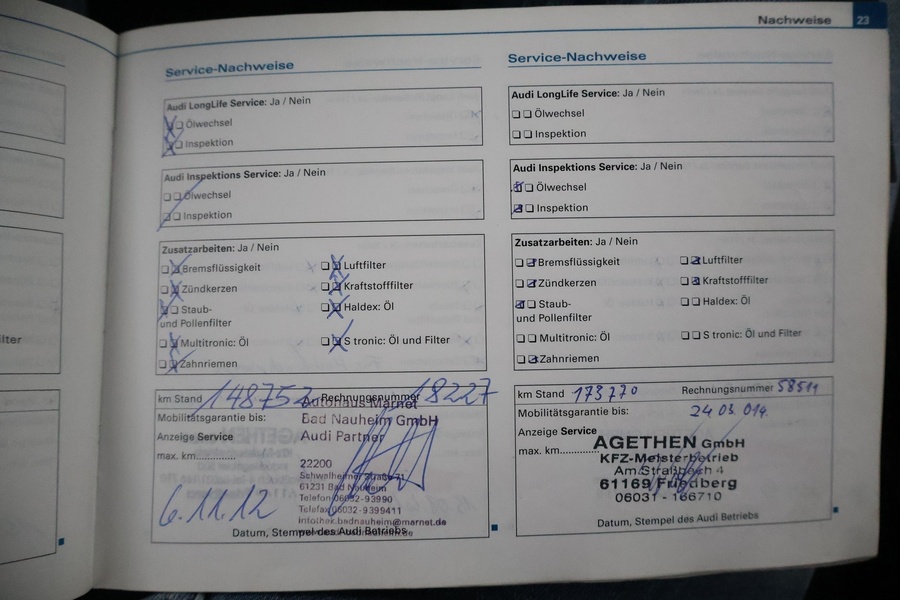 Nachweise 23
lter
Service-Nachweise
Audi LongLife Service: Ja / Nein
Ölwechsel
Inspektion
Audi Inspektions Service: Ja / Nein
Ölwechsel
Inspektion
Zusatzarbeiten: Ja / Nein
Bremsflüssigkeit Luftfilter
Zündkerzen Kraftstofffilter
Staub- Haldex: Öl
und Pollenfilter
Multitronic: Öl S tronic: Öl und Filter
Zahnriemen
km Stand 148752 Rechnungsnummer 18227
Autohaus Marnet
Mobilitätsgarantie bis: Bad Nauheim GmbH
Anzeige Service Audi Partner
max. km.............
22200
Schwalheimer Straße 71
61231 Bad Nauheim
Telefon 06032-93990
Telefax 06032-9399411
infothek.badnauheim@marnet.de
6.11.12
Datum, Stempel des Audi Betriebs
Service-Nachweise
Audi LongLife Service: Ja / Nein
Ölwechsel
Inspektion
Audi Inspektions Service: Ja / Nein
Ölwechsel
Inspektion
Zusatzarbeiten: Ja / Nein
Bremsflüssigkeit Luftfilter
Zündkerzen Kraftstofffilter
Staub- Haldex: Öl
und Pollenfilter
Multitronic: Öl S tronic: Öl und Filter
Zahnriemen
km Stand 173770 Rechnungsnummer 58511
Mobilitätsgarantie bis: 24 03. 014.
Anzeige Service
max. km.............
AGETHEN GmbH
KFZ-Meisterbetrieb
Am Straßbach 4
61169 Friedberg
06031 - 166710
Datum, Stempel des Audi Betriebs